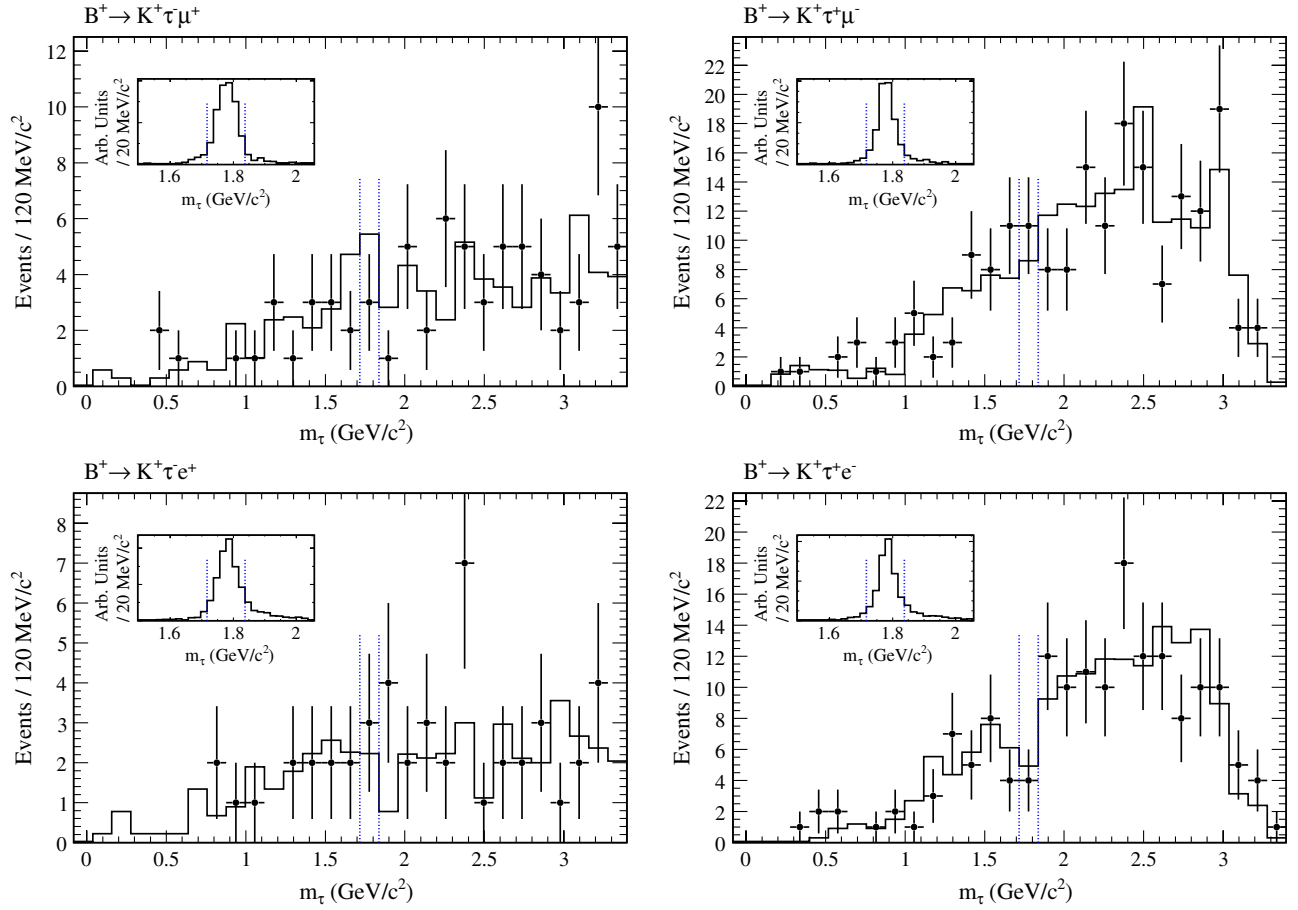 B⁺→ K⁺τ⁻μ⁺
Events / 120 MeV/c²
12
10
8
6
4
2
0
0 0.5 1 1.5 2 2.5 3
m_τ (GeV/c²)
Arb. Units
/ 20 MeV/c²
1.6 1.8 2
m_τ (GeV/c²)
B⁺→ K⁺τ⁺μ⁻
Events / 120 MeV/c²
22
20
18
16
14
12
10
8
6
4
2
0
0 0.5 1 1.5 2 2.5 3
m_τ (GeV/c²)
Arb. Units
/ 20 MeV/c²
1.6 1.8 2
m_τ (GeV/c²)
B⁺→ K⁺τ⁻e⁺
Events / 120 MeV/c²
8
7
6
5
4
3
2
1
0
0 0.5 1 1.5 2 2.5 3
m_τ (GeV/c²)
Arb. Units
/ 20 MeV/c²
1.6 1.8 2
m_τ (GeV/c²)
B⁺→ K⁺τ⁺e⁻
Events / 120 MeV/c²
22
20
18
16
14
12
10
8
6
4
2
0
0 0.5 1 1.5 2 2.5 3
m_τ (GeV/c²)
Arb. Units
/ 20 MeV/c²
1.6 1.8 2
m_τ (GeV/c²)